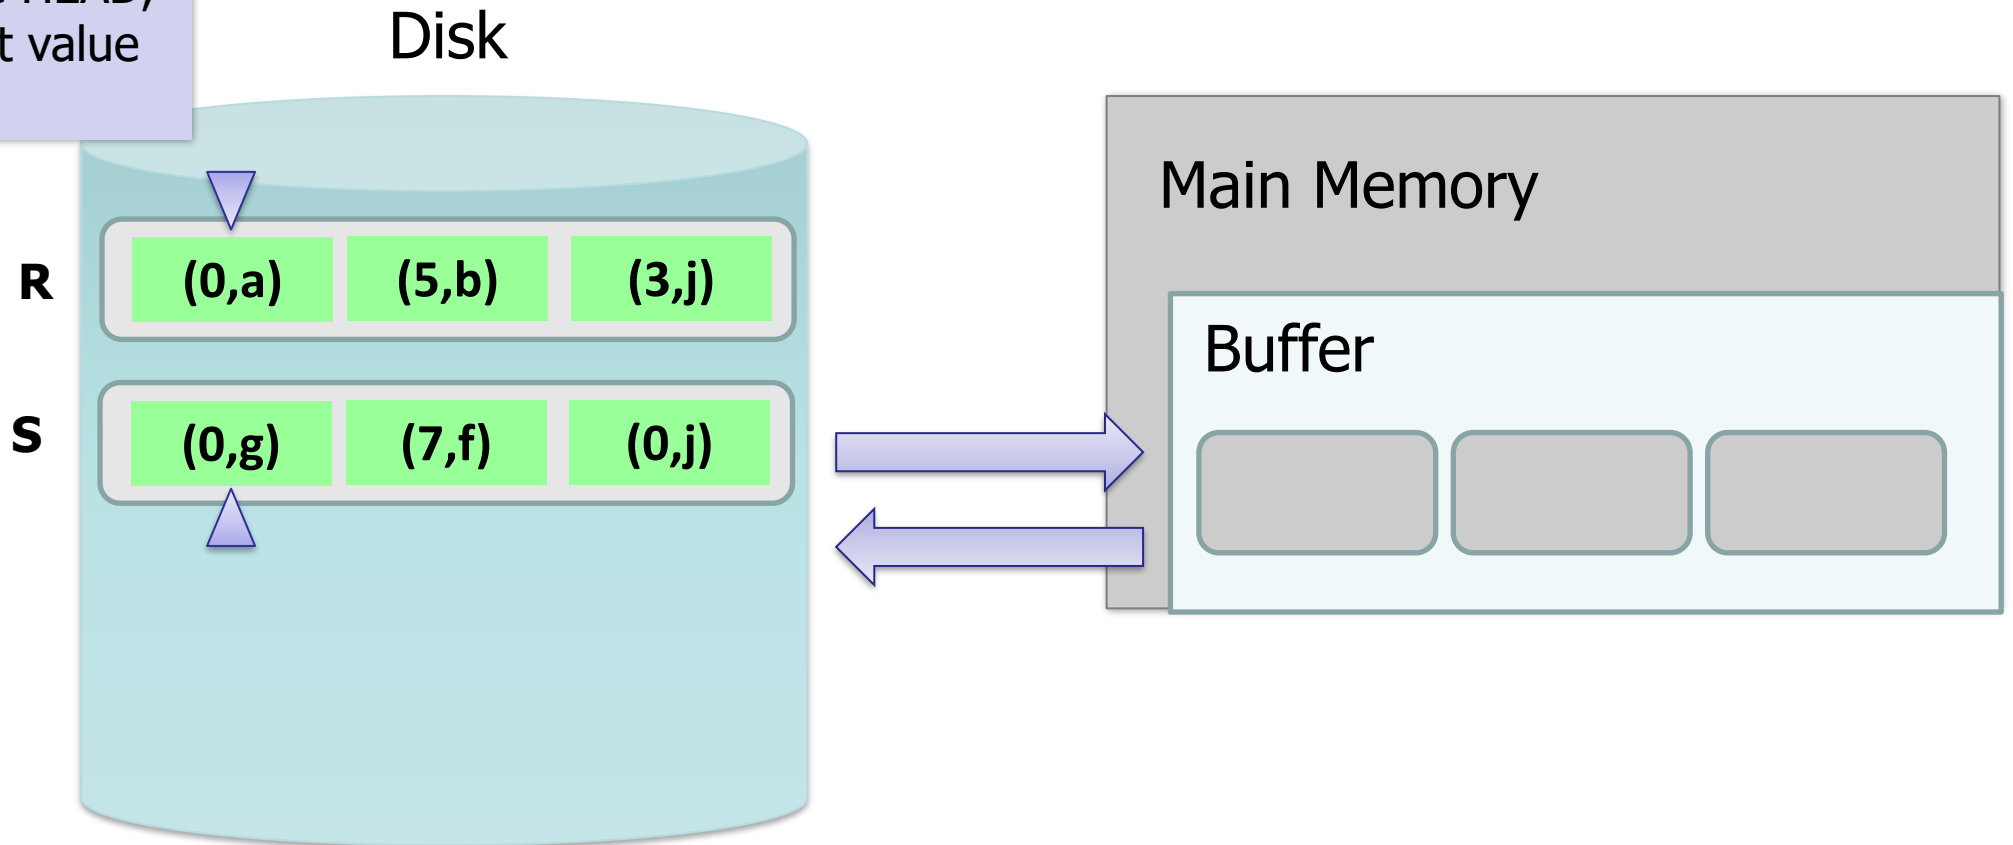 t value
Disk
Main Memory
R
(0,a) (5,b) (3,j)
Buffer
S
(0,g) (7,f) (0,j)